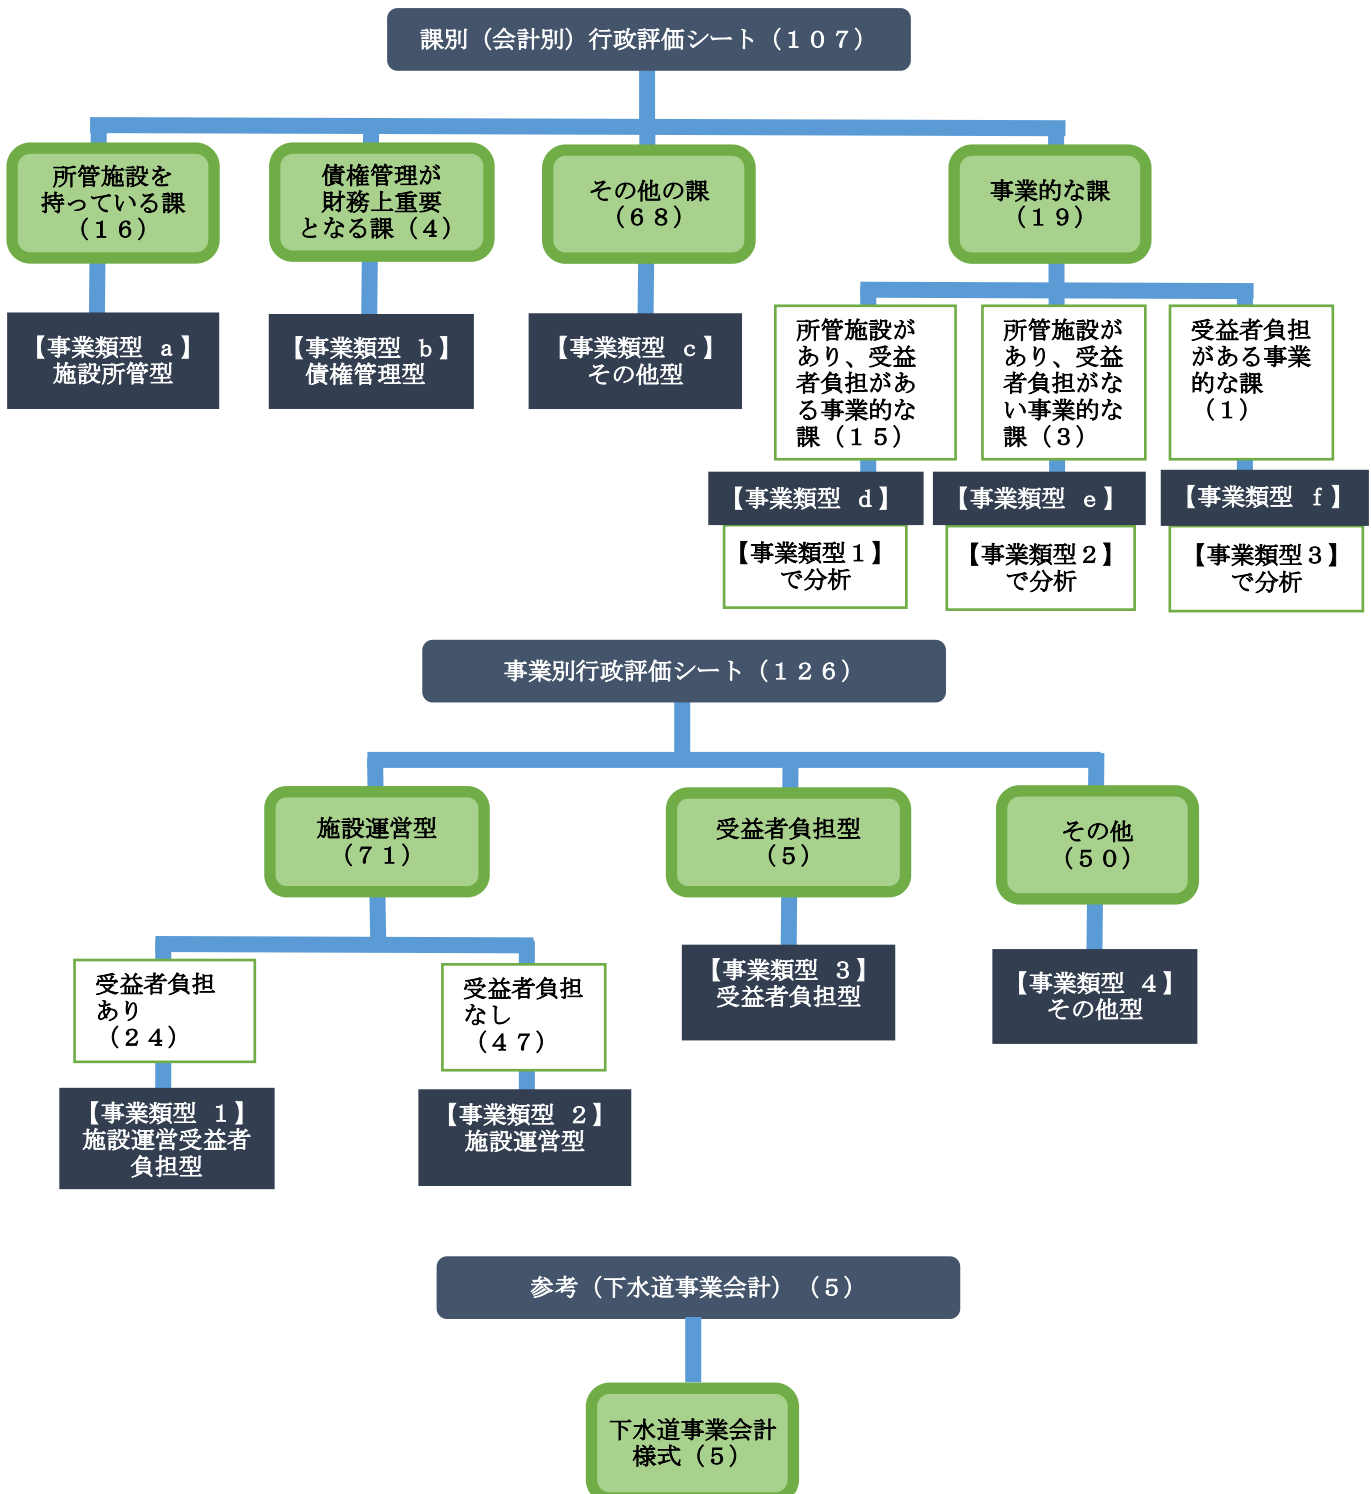 課別（会計別）行政評価シート（１０７）
所管施設を
持っている課
（１６）
債権管理が
財務上重要
となる課（４）
その他の課
（６８）
事業的な課
（１９）
【事業類型　ａ】
施設所管型
【事業類型　ｂ】
債権管理型
【事業類型　ｃ】
その他型
所管施設が
あり、受益
者負担があ
る事業的な
課（１５）
所管施設が
あり、受益
者負担がな
い事業的な
課（３）
受益者負担
がある事業
的な課
（１）
【事業類型　ｄ】
【事業類型　ｅ】
【事業類型　ｆ】
【事業類型１】
で分析
【事業類型２】
で分析
【事業類型３】
で分析
事業別行政評価シート（１２６）
施設運営型
（７１）
受益者負担型
（５）
その他
（５０）
受益者負担
あり
（２４）
受益者負担
なし
（４７）
【事業類型　３】
受益者負担型
【事業類型　４】
その他型
【事業類型　１】
施設運営受益者
負担型
【事業類型　２】
施設運営型
参考（下水道事業会計）（５）
下水道事業会計
様式（５）